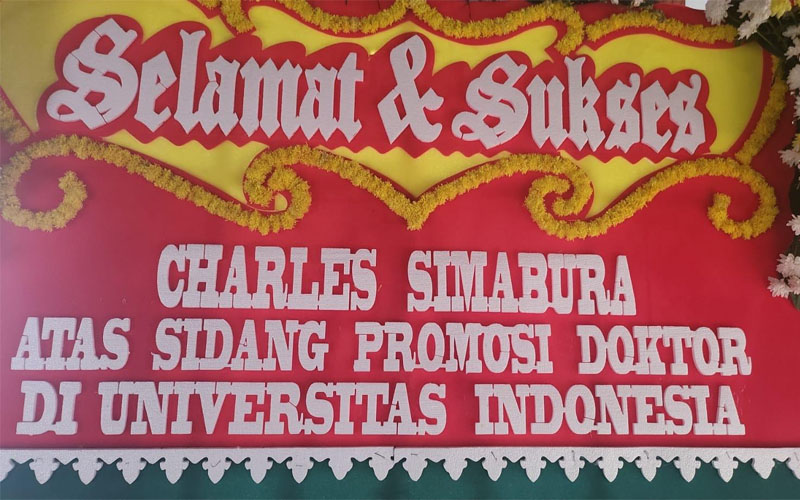 Selamat & Sukses
CHARLES SIMABURA
ATAS SIDANG PROMOSI DOKTOR
DI UNIVERSITAS INDONESIA